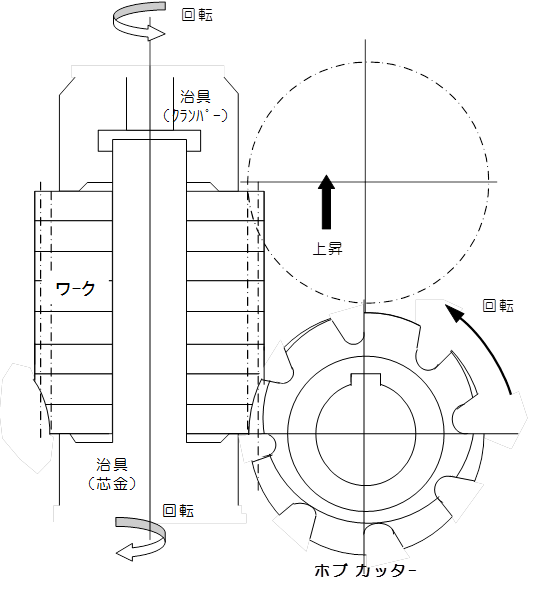 回転
治具
(ｸﾗﾝﾊﾟｰ)
上昇
ワーク
回転
治具
(芯金)
回転
ホブ カッター